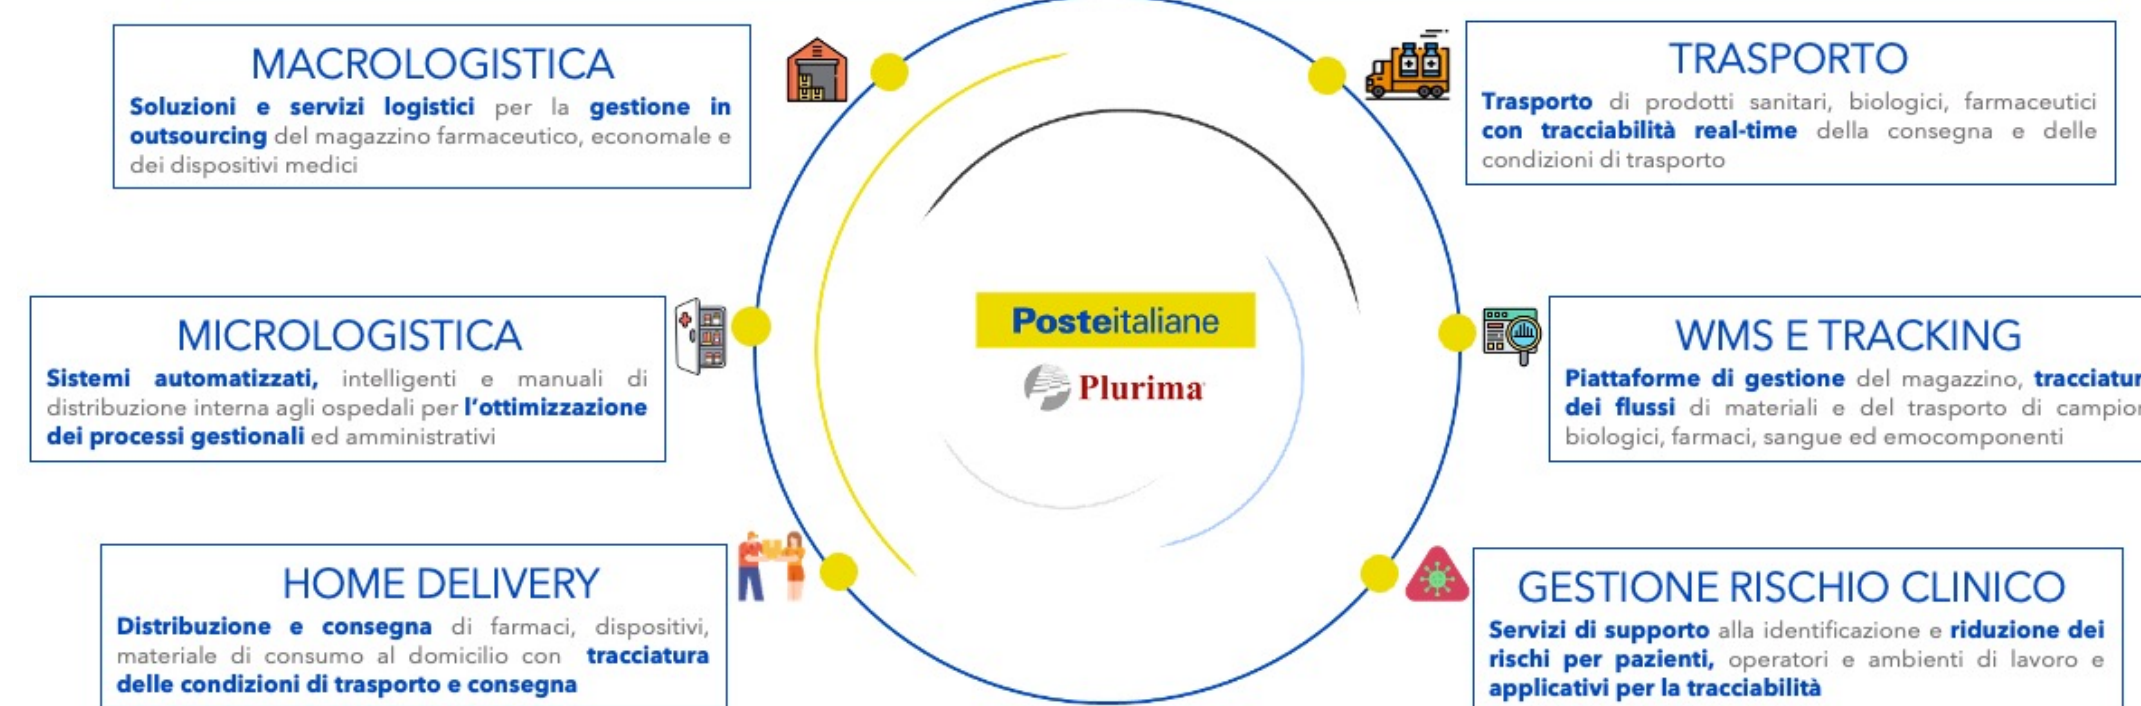 MACROLOGISTICA
Soluzioni e servizi logistici per la gestione in
outsourcing del magazzino farmaceutico, economale e
dei dispositivi medici
TRASPORTO
Trasporto di prodotti sanitari, biologici, farmaceutici
con tracciabilità real-time della consegna e delle
condizioni di trasporto
MICROLOGISTICA
Sistemi automatizzati, intelligenti e manuali di
distribuzione interna agli ospedali per l'ottimizzazione
dei processi gestionali ed amministrativi
Posteitaliane
Plurima
WMS E TRACKING
Piattaforme di gestione del magazzino,
dei flussi di materiali e del trasporto di
biologici, farmaci, sangue ed emocomponenti
HOME DELIVERY
Distribuzione e consegna di farmaci, dispositivi,
materiale di consumo al domicilio con tracciatura
delle condizioni di trasporto e consegna
GESTIONE RISCHIO CLINICO
Servizi di supporto alla identificazione e riduzione dei
rischi per pazienti, operatori e ambienti di lavoro e
applicativi per la tracciabilità